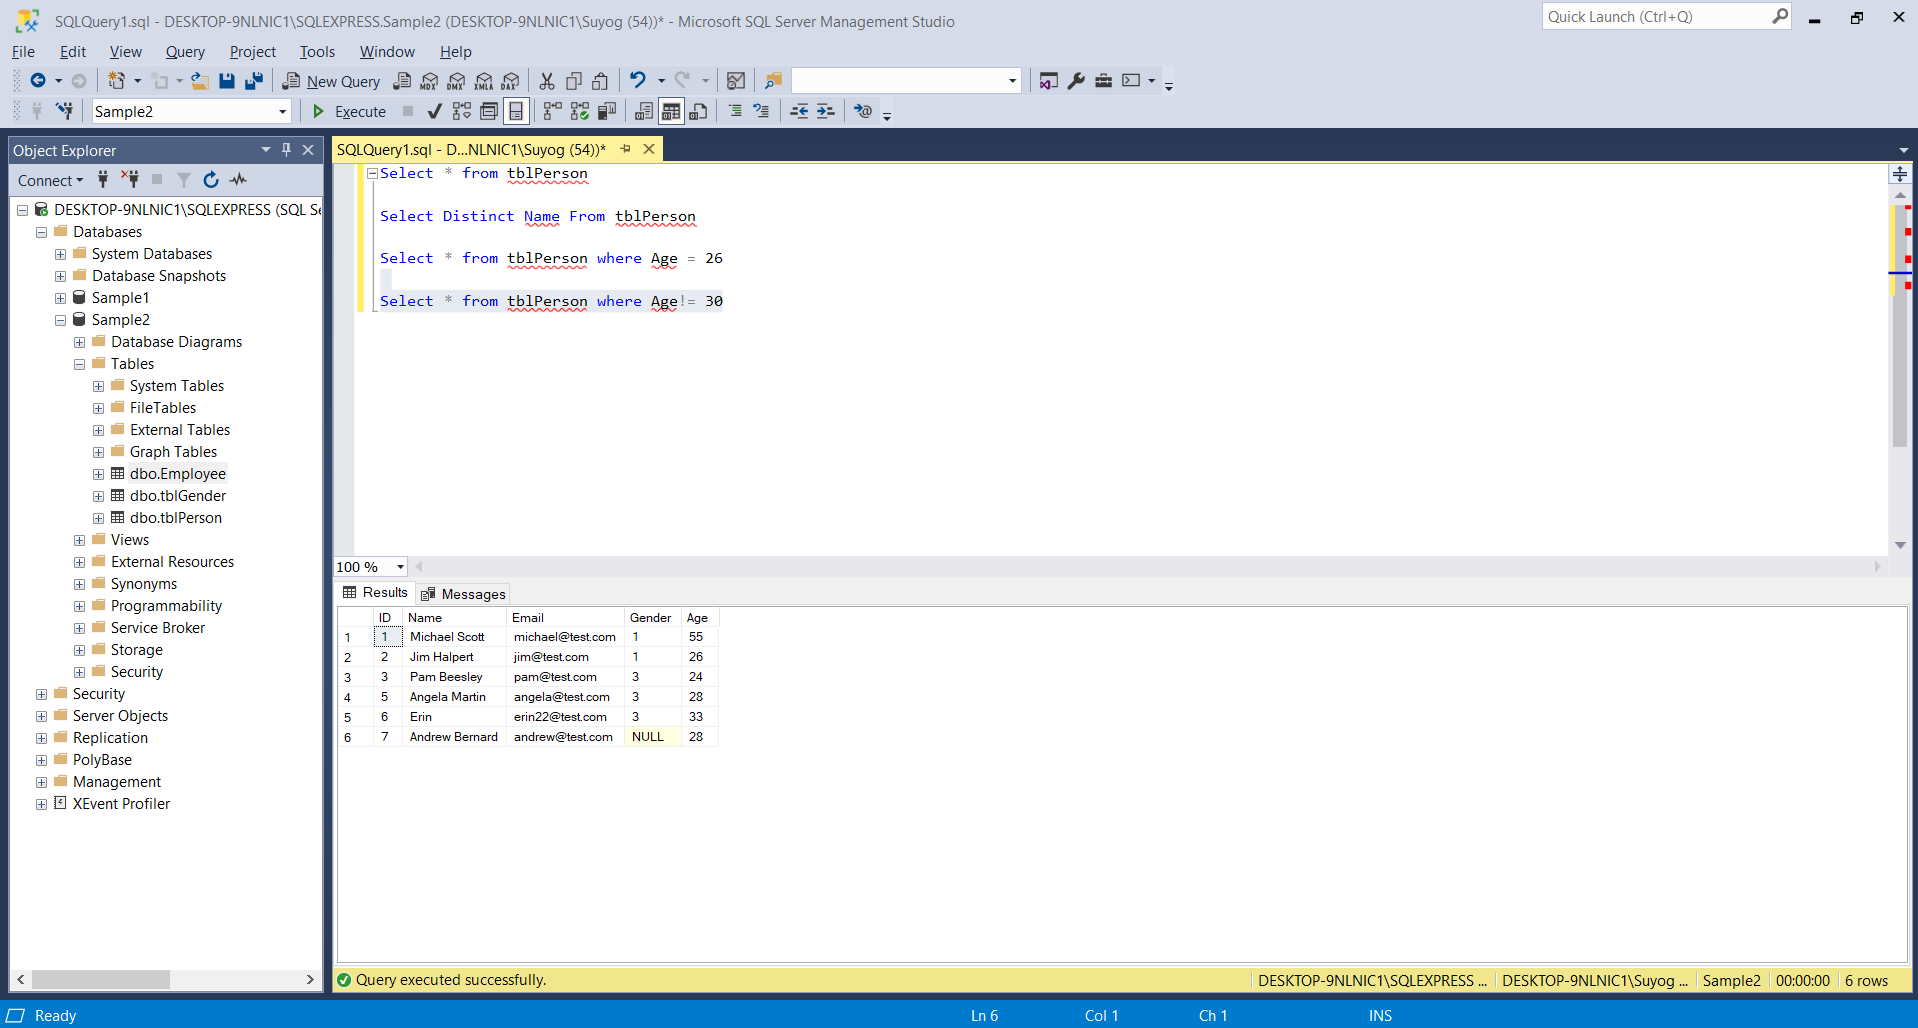 SQLQuery1.sql - DESKTOP-9NLNIC1\SQLEXPRESS.Sample2 (DESKTOP-9NLNIC1\Suyog (54))* - Microsoft SQL Server Management Studio
Quick Launch (Ctrl+Q)
File Edit View Query Project Tools Window Help
New Query MDX DMX XMLA DAX
Sample2 Execute
Object Explorer
Connect
DESKTOP-9NLNIC1\SQLEXPRESS (SQL Se
Databases
System Databases
Database Snapshots
Sample1
Sample2
Database Diagrams
Tables
System Tables
FileTables
External Tables
Graph Tables
dbo.Employee
dbo.tblGender
dbo.tblPerson
Views
External Resources
Synonyms
Programmability
Service Broker
Storage
Security
Security
Server Objects
Replication
PolyBase
Management
XEvent Profiler
SQLQuery1.sql - D...NLNIC1\Suyog (54))*
Select * from tblPerson
Select Distinct Name From tblPerson
Select * from tblPerson where Age = 26
Select * from tblPerson where Age!= 30
100 %
Results Messages
ID Name Email Gender Age
1 1 Michael Scott michael@test.com 1 55
2 2 Jim Halpert jim@test.com 1 26
3 3 Pam Beesley pam@test.com 3 24
4 5 Angela Martin angela@test.com 3 28
5 6 Erin erin22@test.com 3 33
6 7 Andrew Bernard andrew@test.com NULL 28
Query executed successfully. DESKTOP-9NLNIC1\SQLEXPRESS ... DESKTOP-9NLNIC1\Suyog ... Sample2 00:00:00 6 rows
Ready Ln 6 Col 1 Ch 1 INS